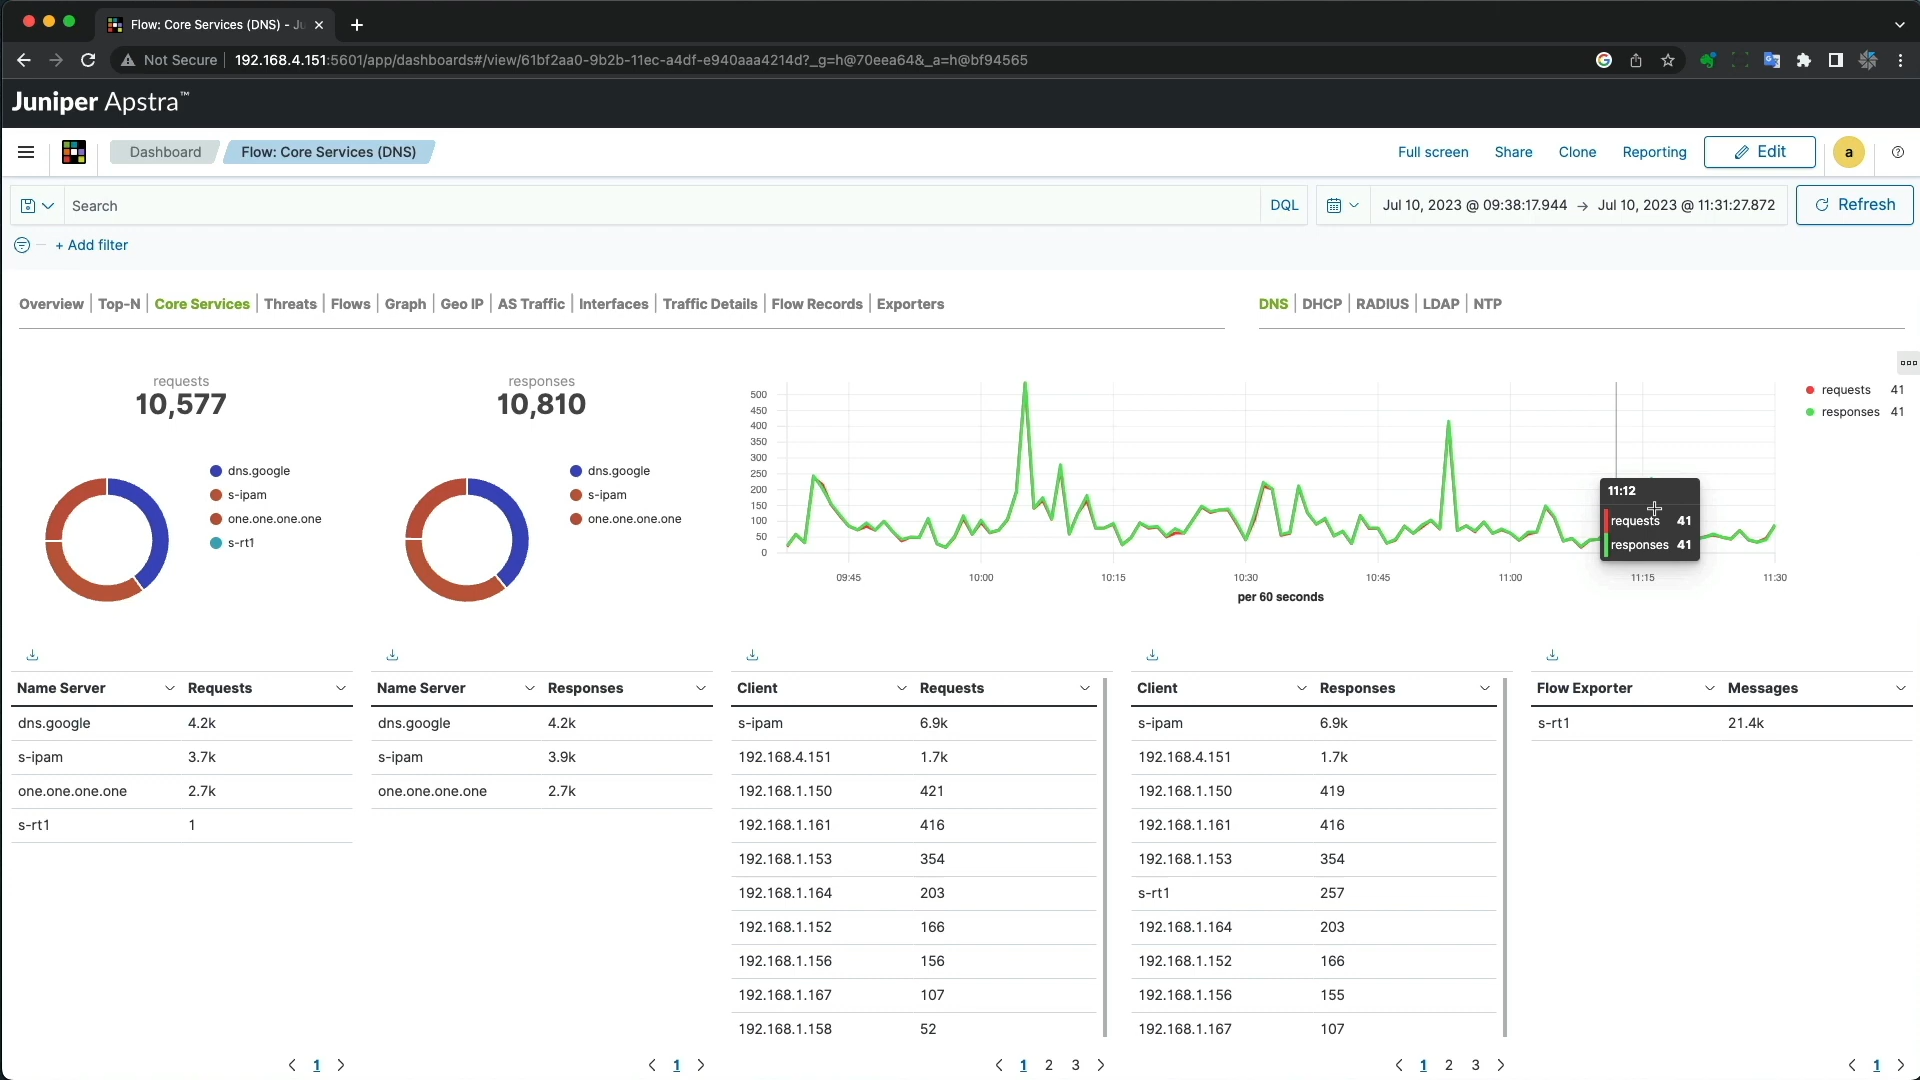 Flow: Core Services (DNS) - Ju
Not Secure 192.168.4.151:5601/app/dashboards#/view/61bf2aa0-9b2b-11ec-a4df-e940aaa4214d?_g=h@70eea64&_a=h@bf94565
Juniper Apstra™
Dashboard Flow: Core Services (DNS) Full screen Share Clone Reporting Edit a
Search DQL Jul 10, 2023 @ 09:38:17.944 → Jul 10, 2023 @ 11:31:27.872 Refresh
+ Add filter
Overview Top-N Core Services Threats Flows Graph Geo IP AS Traffic Interfaces Traffic Details Flow Records Exporters
DNS DHCP RADIUS LDAP NTP
requests
10,577
dns.google
s-ipam
one.one.one.one
s-rt1
responses
10,810
dns.google
s-ipam
one.one.one.one
500
450
400
350
300
250
200
150
100
50
0
09:45 10:00 10:15 10:30 10:45 11:00 11:15 11:30
per 60 seconds
11:12
requests 41
responses 41
requests 41
responses 41
Name Server Requests
dns.google 4.2k
s-ipam 3.7k
one.one.one.one 2.7k
s-rt1 1
1
Name Server Responses
dns.google 4.2k
s-ipam 3.9k
one.one.one.one 2.7k
1
Client Requests
s-ipam 6.9k
192.168.4.151 1.7k
192.168.1.150 421
192.168.1.161 416
192.168.1.153 354
192.168.1.164 203
192.168.1.152 166
192.168.1.156 156
192.168.1.167 107
192.168.1.158 52
1 2 3
Client Responses
s-ipam 6.9k
192.168.4.151 1.7k
192.168.1.150 419
192.168.1.161 416
192.168.1.153 354
s-rt1 257
192.168.1.164 203
192.168.1.152 166
192.168.1.156 155
192.168.1.167 107
1 2 3
Flow Exporter Messages
s-rt1 21.4k
1